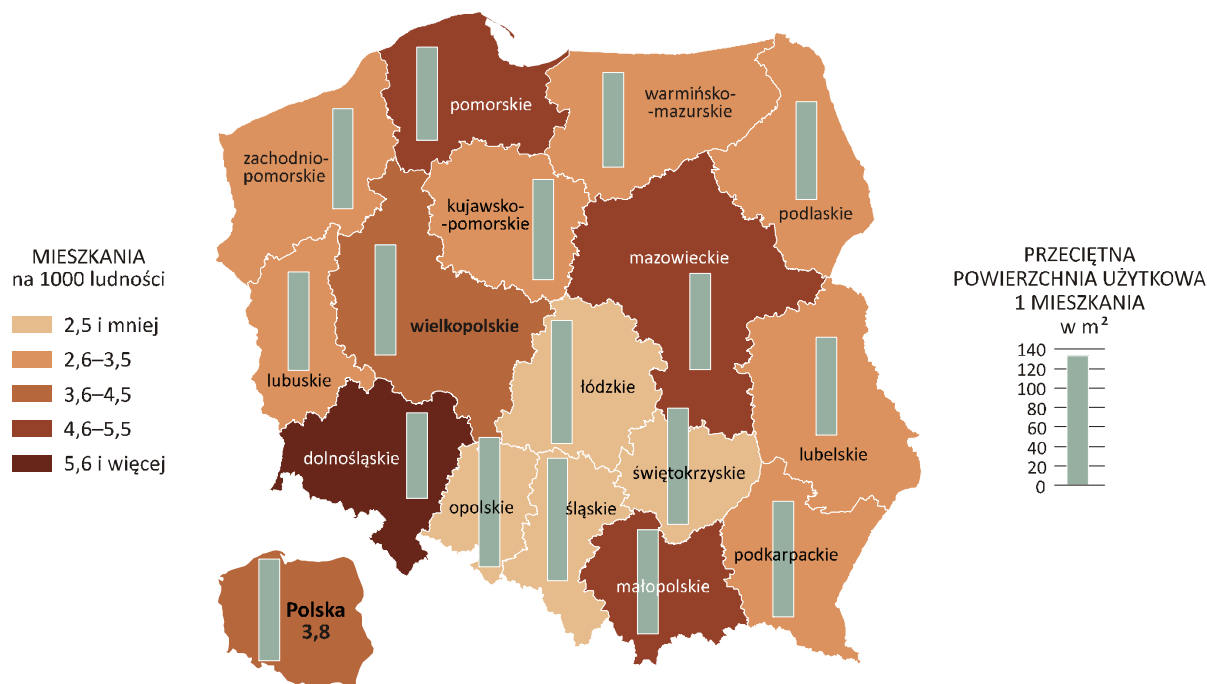 pomorskie
warmińsko-
-mazurskie
zachodnio-
pomorskie
kujawsko-
-pomorskie
podlaskie
mazowieckie
MIESZKANIA
na 1000 ludności
2,5 i mniej
2,6–3,5
3,6–4,5
4,6–5,5
5,6 i więcej
wielkopolskie
lubuskie
łódzkie
dolnośląskie
lubelskie
świętokrzyskie
opolskie
śląskie
podkarpackie
małopolskie
Polska
3,8
PRZECIĘTNA
POWIERZCHNIA UŻYTKOWA
1 MIESZKANIA
w m²
140
120
100
80
60
40
20
0